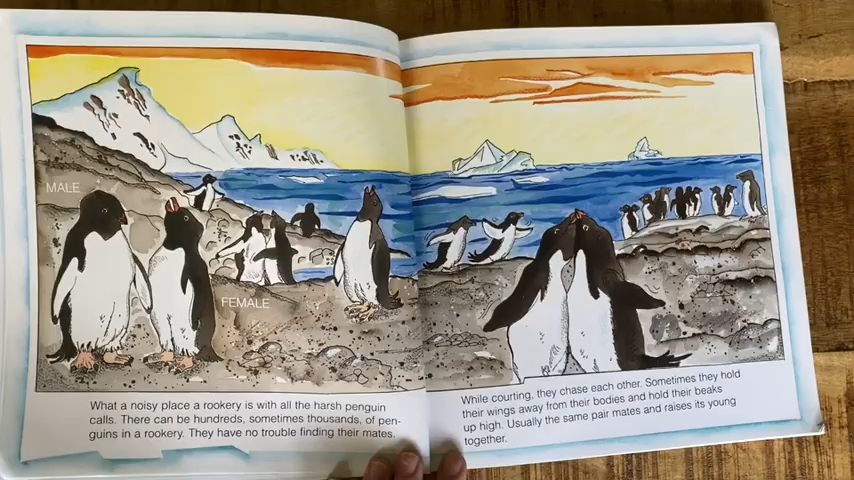 MALE
FEMALE
What a noisy place a rookery is with all the harsh penguin
calls. There can be hundreds, sometimes thousands, of pen-
guins in a rookery. They have no trouble finding their mates.
While courting, they chase each other. Sometimes they hold
their wings away from their bodies and hold their beaks
up high. Usually the same pair mates and raises its young
together.